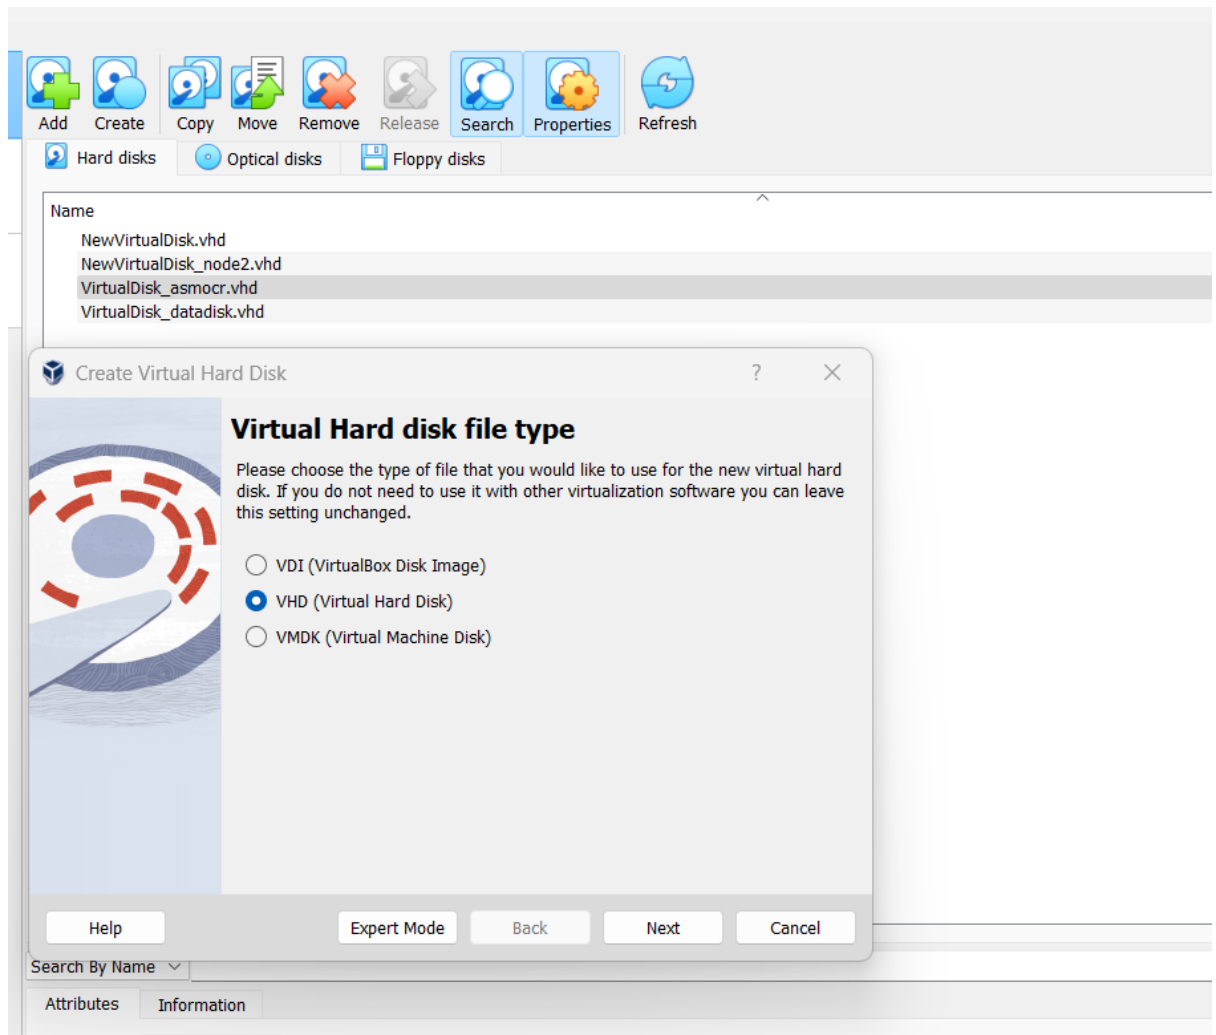 Add Create Copy Move Remove Release Search Properties Refresh
Hard disks Optical disks Floppy disks
Name
NewVirtualDisk.vhd
NewVirtualDisk_node2.vhd
VirtualDisk_asmocr.vhd
VirtualDisk_datadisk.vhd
Create Virtual Hard Disk ?
Virtual Hard disk file type
Please choose the type of file that you would like to use for the new virtual hard
disk. If you do not need to use it with other virtualization software you can leave
this setting unchanged.
VDI (VirtualBox Disk Image)
VHD (Virtual Hard Disk)
VMDK (Virtual Machine Disk)
Help Expert Mode Back Next Cancel
Search By Name
Attributes Information